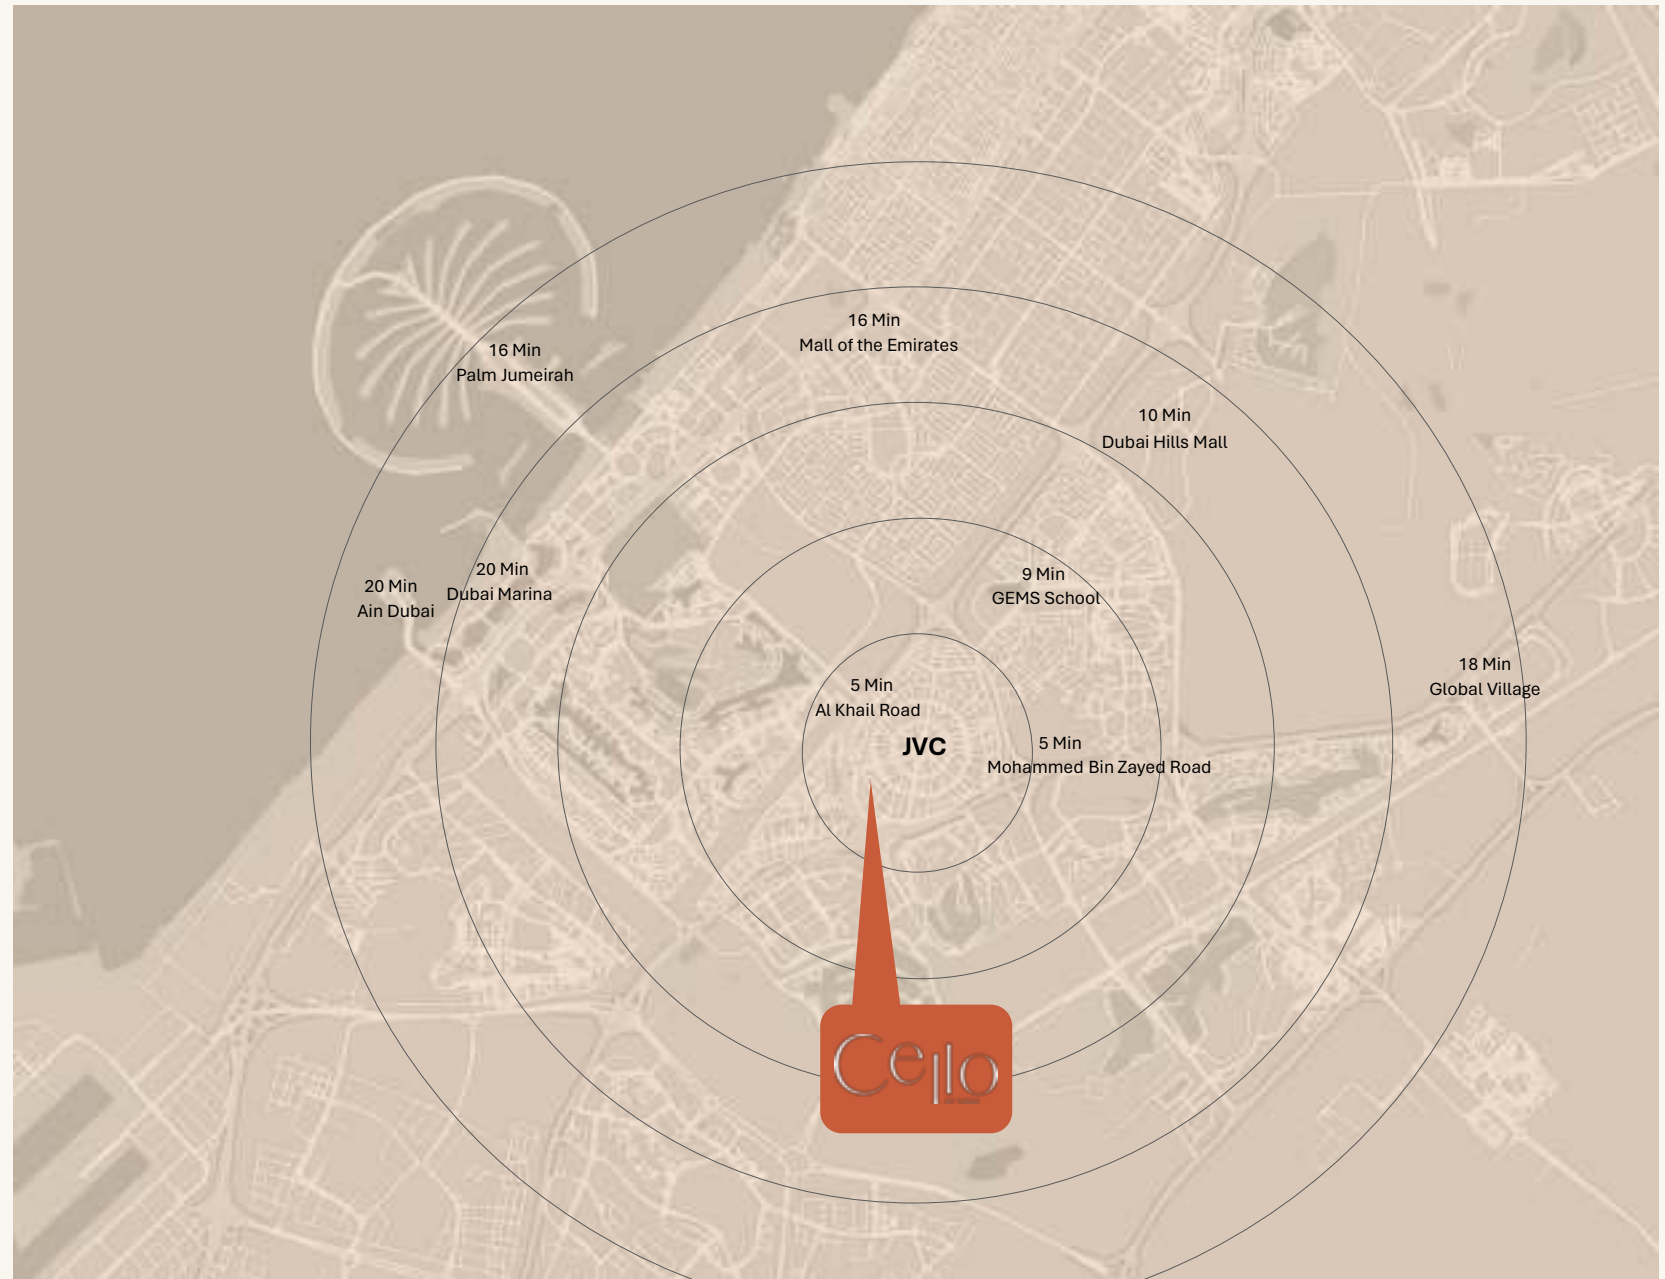 16 Min
Mall of the Emirates
16 Min
Palm Jumeirah
10 Min
Dubai Hills Mall
20 Min
Dubai Marina
20 Min
Ain Dubai
9 Min
GEMS School
18 Min
Global Village
5 Min
Al Khail Road
JVC
5 Min
Mohammed Bin Zayed Road
Cello